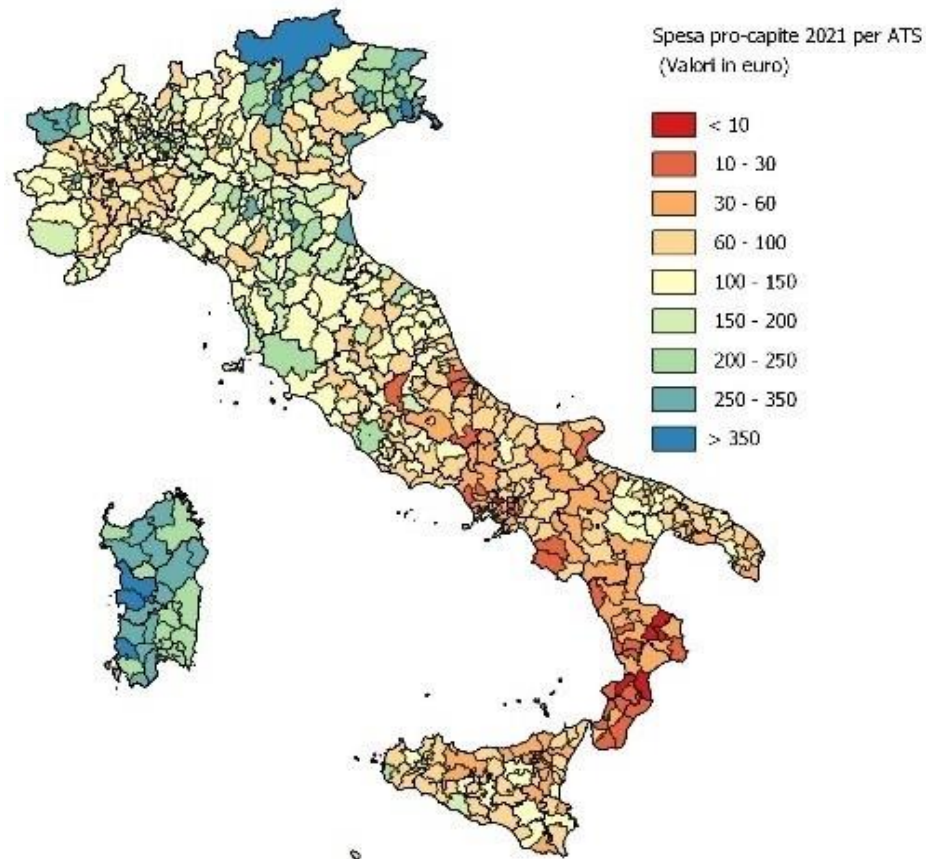 Spesa pro-capite 2021 per ATS
(Valori in euro)
< 10
10 - 30
30 - 60
60 - 100
100 - 150
150 - 200
200 - 250
250 - 350
> 350